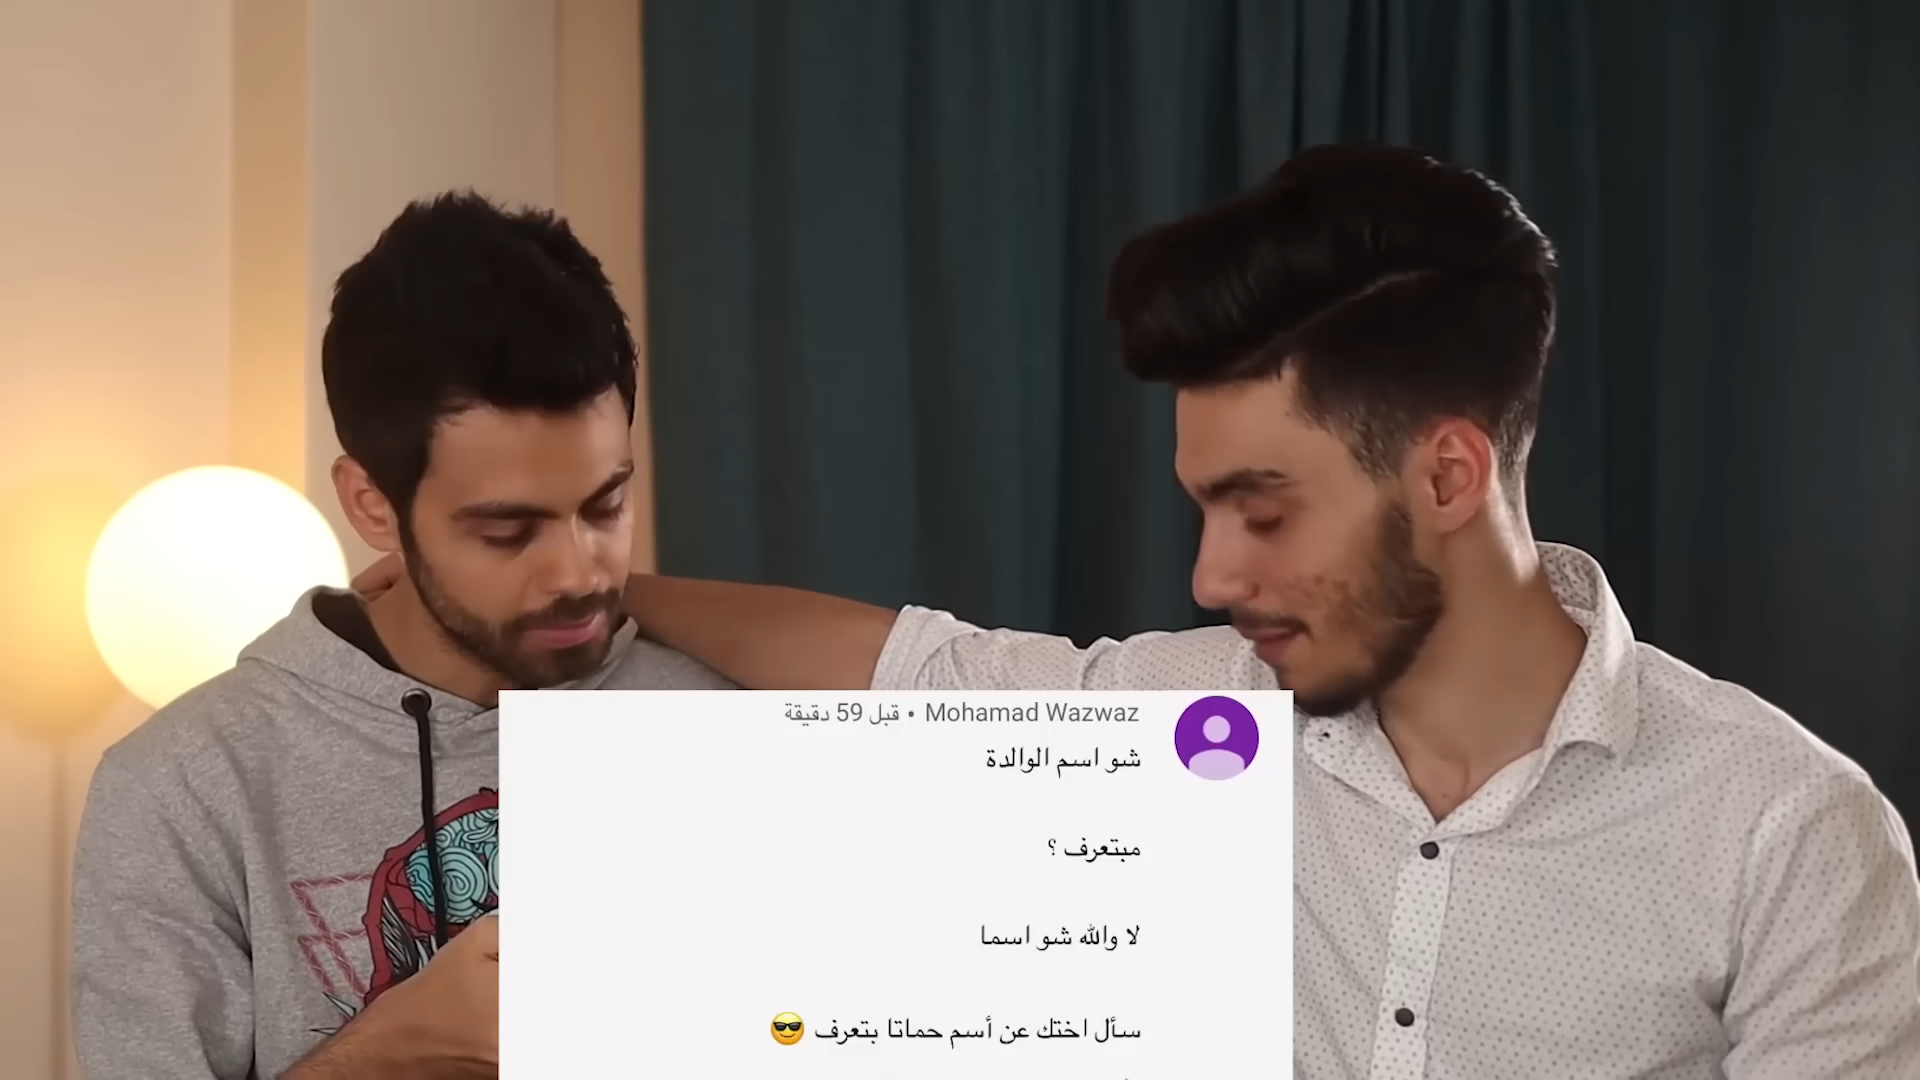 Mohamad Wazwaz • قبل 59 دقيقة
شو اسم الوالدة
مبتعرف ؟
لا والله شو اسما
سأل اختك عن أسم حماتا بتعرف 😎